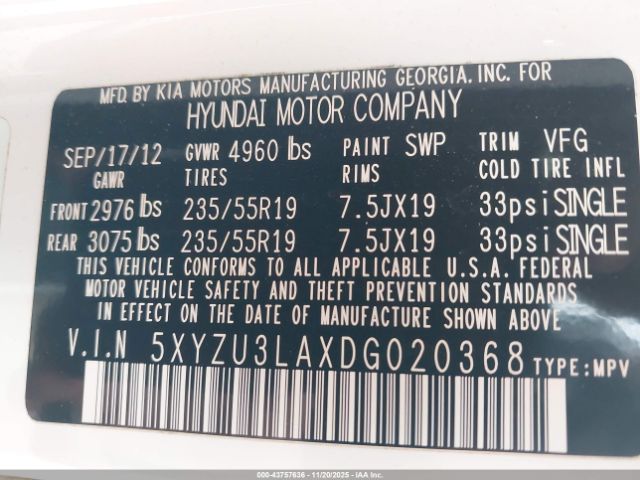 MFD. BY KIA MOTORS MANUFACTURING GEORGIA. INC. FOR
HYUNDAI MOTOR COMPANY
SEP/17/12 GVWR 4960 lbs PAINT SWP TRIM VFG
GAWR TIRES RIMS COLD TIRE INFL
FRONT 2976 lbs 235/55R19 7.5JX19 33psi SINGLE
REAR 3075 lbs 235/55R19 7.5JX19 33psi SINGLE
THIS VEHICLE CONFORMS TO ALL APPLICABLE U.S.A. FEDERAL
MOTOR VEHICLE SAFETY AND THEFT PREVENTION STANDARDS
IN EFFECT ON THE DATE OF MANUFACTURE SHOWN ABOVE
V.I.N 5XYZU3LAXDG020368 TYPE: MPV
000-43757636 - 11/20/2025 - IAAI.COM